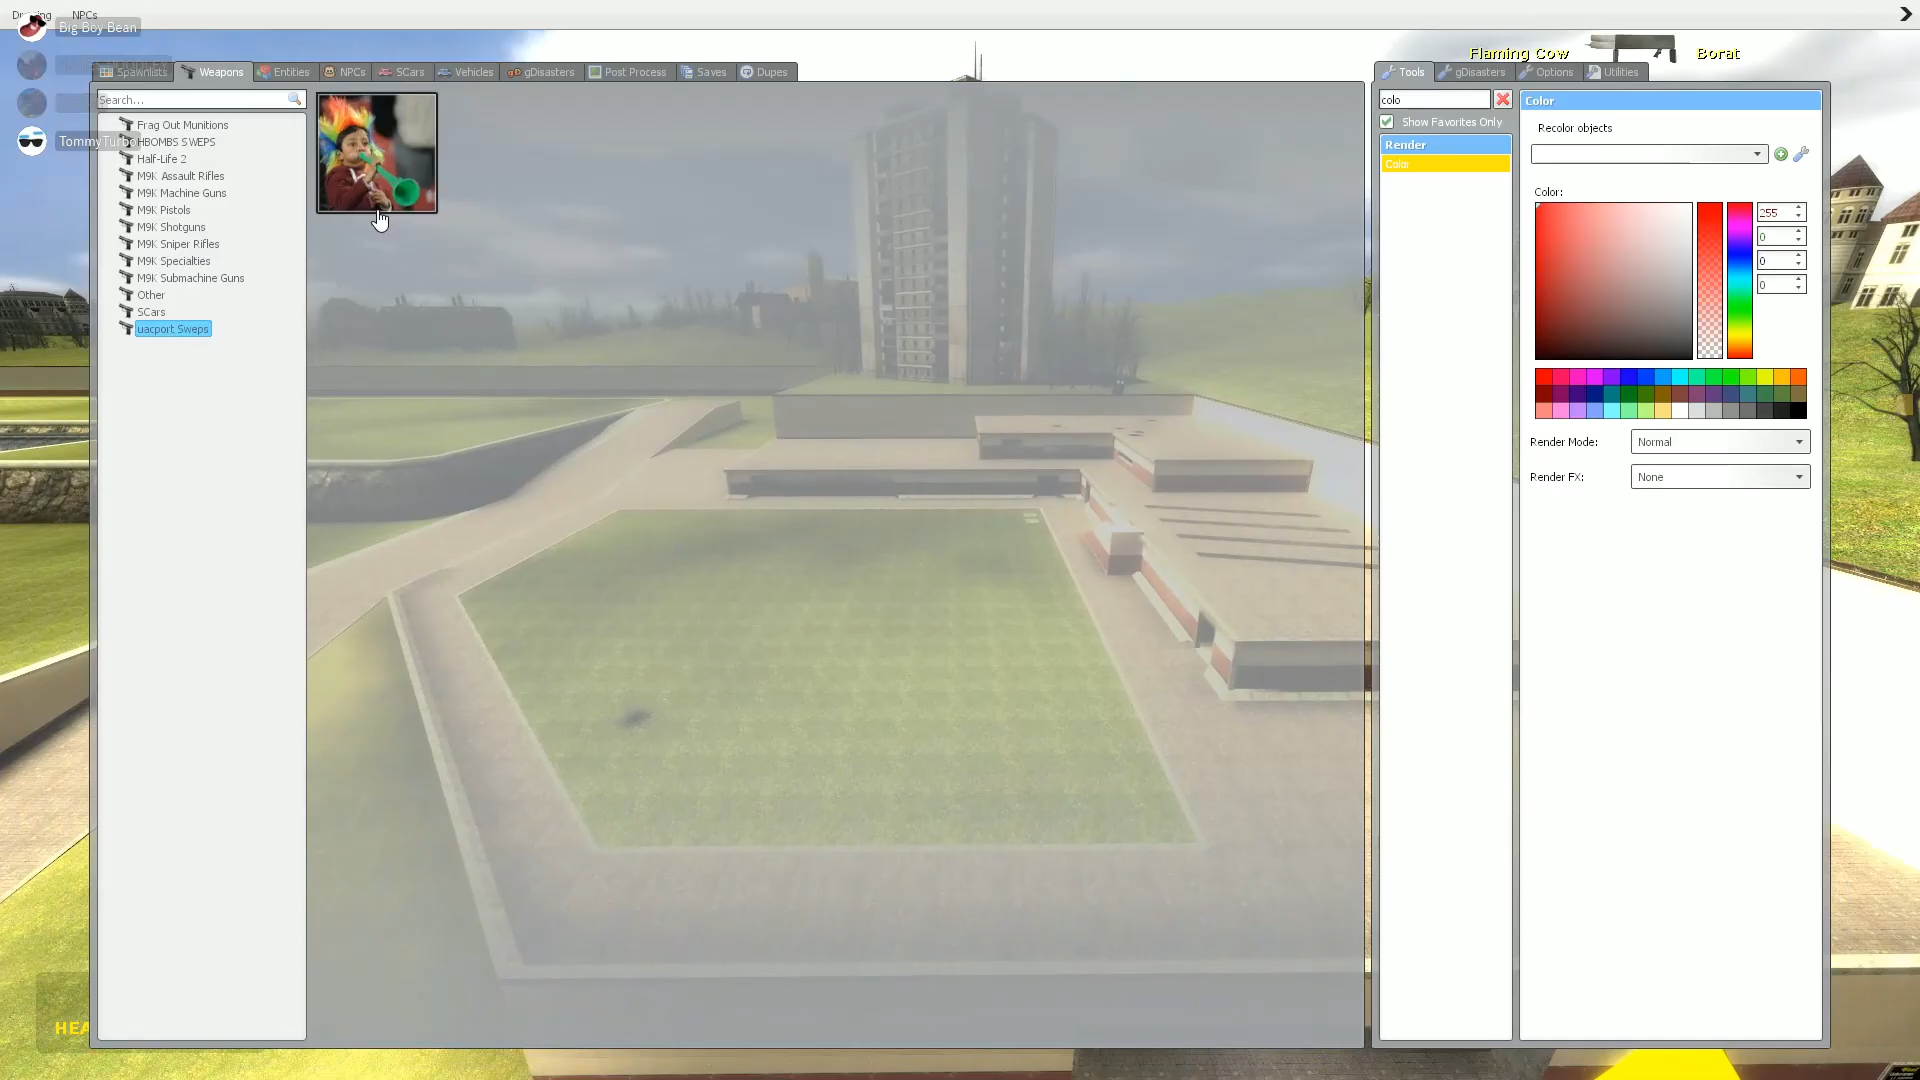 Drawing NPCs
Big Boy Bean
TommyTurbo
Flaming Cow Borat
Spawnlists Weapons Entities NPCs SCars Vehicles gDisasters Post Process Saves Dupes
Search...
Frag Out Munitions
HBOMBS SWEPS
Half-Life 2
M9K Assault Rifles
M9K Machine Guns
M9K Pistols
M9K Shotguns
M9K Sniper Rifles
M9K Specialties
M9K Submachine Guns
Other
SCars
uacport Sweps
HEA
Tools gDisasters Options Utilities
colo
Show Favorites Only
Render
Color
Color
Recolor objects
Color:
255
0
0
0
Render Mode: Normal
Render FX: None